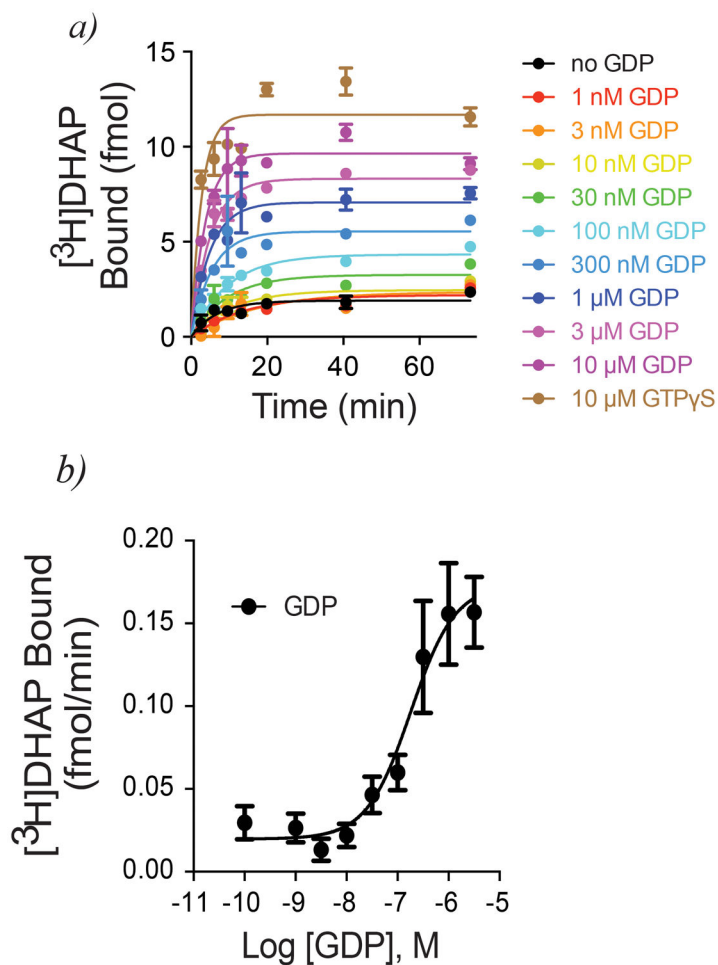 a)
[³H]DHAP
Bound (fmol)
15
10
5
0
0 20 40 60
Time (min)
no GDP
1 nM GDP
3 nM GDP
10 nM GDP
30 nM GDP
100 nM GDP
300 nM GDP
1 µM GDP
3 µM GDP
10 µM GDP
10 µM GTPγS
b)
[³H]DHAP Bound
(fmol/min)
0.20
0.15
0.10
0.05
0.00
GDP
-11 -10 -9 -8 -7 -6 -5
Log [GDP], M